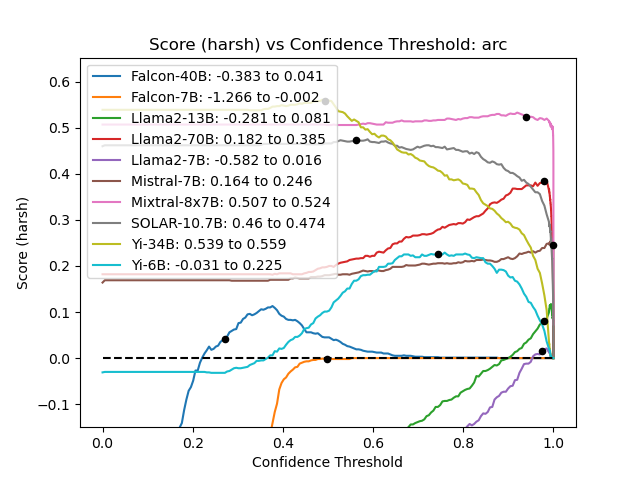 Score (harsh) vs Confidence Threshold: arc
Falcon-40B: -0.383 to 0.041
Falcon-7B: -1.266 to -0.002
Llama2-13B: -0.281 to 0.081
Llama2-70B: 0.182 to 0.385
Llama2-7B: -0.582 to 0.016
Mistral-7B: 0.164 to 0.246
Mixtral-8x7B: 0.507 to 0.524
SOLAR-10.7B: 0.46 to 0.474
Yi-34B: 0.539 to 0.559
Yi-6B: -0.031 to 0.225
Score (harsh)
0.6
0.5
0.4
0.3
0.2
0.1
0.0
−0.1
0.0 0.2 0.4 0.6 0.8 1.0
Confidence Threshold